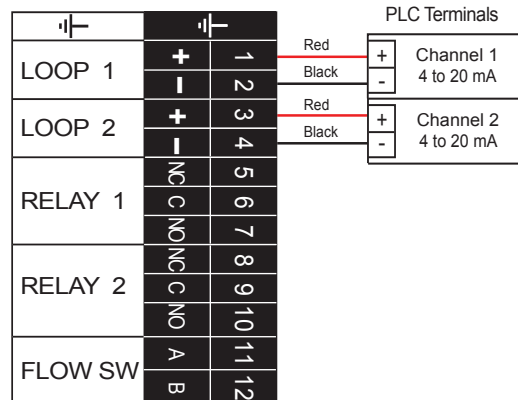 PLC Terminals
LOOP 1
+ 1
- 2
Red
Black
+ Channel 1
- 4 to 20 mA
LOOP 2
+ 3
- 4
Red
Black
+ Channel 2
- 4 to 20 mA
RELAY 1
NC 5
C 6
NO 7
RELAY 2
NC 8
C 9
NO 10
FLOW SW
A 11
B 12